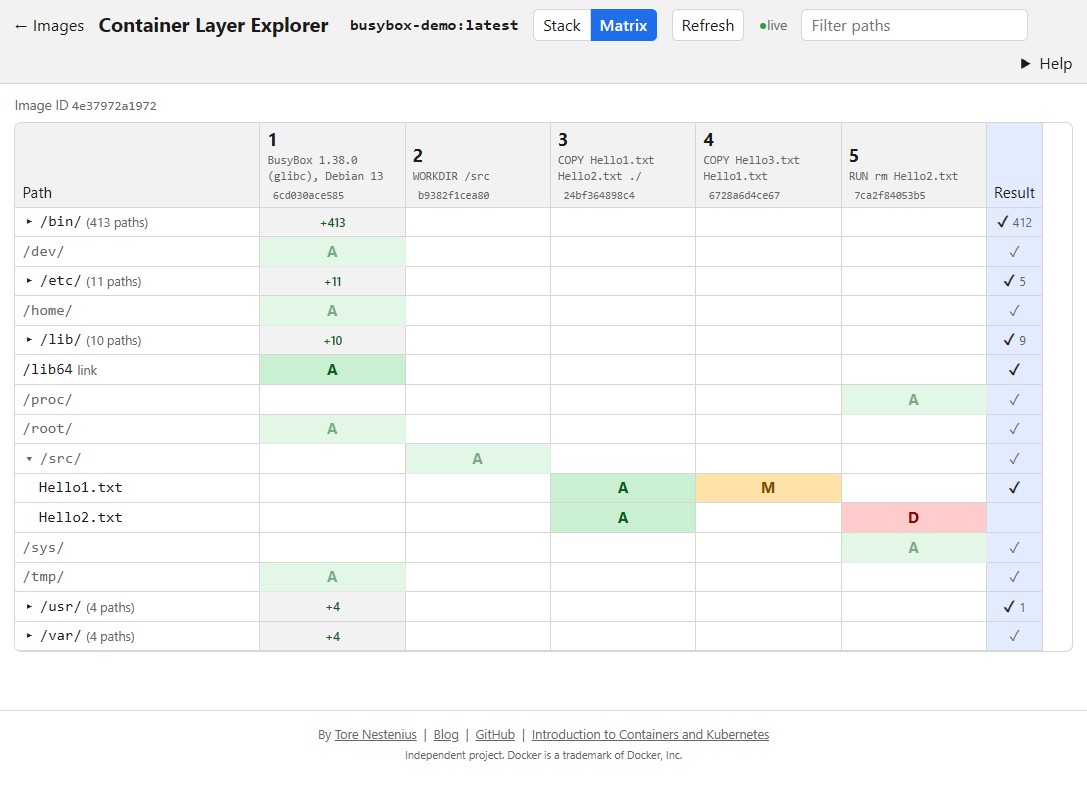 ← Images Container Layer Explorer busybox-demo:latest Stack Matrix Refresh ●live Filter paths
▶ Help
Image ID 4e37972a1972
Path
1
BusyBox 1.38.0
(glibc), Debian 13
6cd030ace585
2
WORKDIR /src
b9382f1cea80
3
COPY Hello1.txt
Hello2.txt ./
24bf364898c4
4
COPY Hello3.txt
Hello1.txt
6728a6d4ce67
5
RUN rm Hello2.txt
7ca2f84053b5
Result
▸ /bin/ (413 paths) +413 ✓ 412
/dev/ A ✓
▸ /etc/ (11 paths) +11 ✓ 5
/home/ A ✓
▸ /lib/ (10 paths) +10 ✓ 9
/lib64 link A ✓
/proc/ A ✓
/root/ A ✓
▾ /src/ A ✓
Hello1.txt A M ✓
Hello2.txt A D
/sys/ A ✓
/tmp/ A ✓
▸ /usr/ (4 paths) +4 ✓ 1
▸ /var/ (4 paths) +4 ✓
By Tore Nestenius | Blog | GitHub | Introduction to Containers and Kubernetes
Independent project. Docker is a trademark of Docker, Inc.